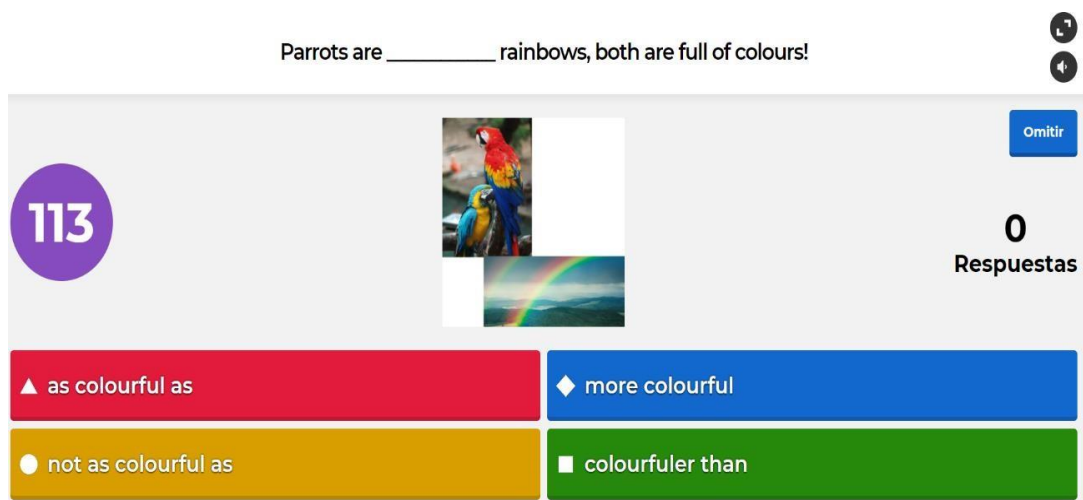 Parrots are __________ rainbows, both are full of colours!
Omitir
113
0
Respuestas
as colourful as
more colourful
not as colourful as
colourfuler than